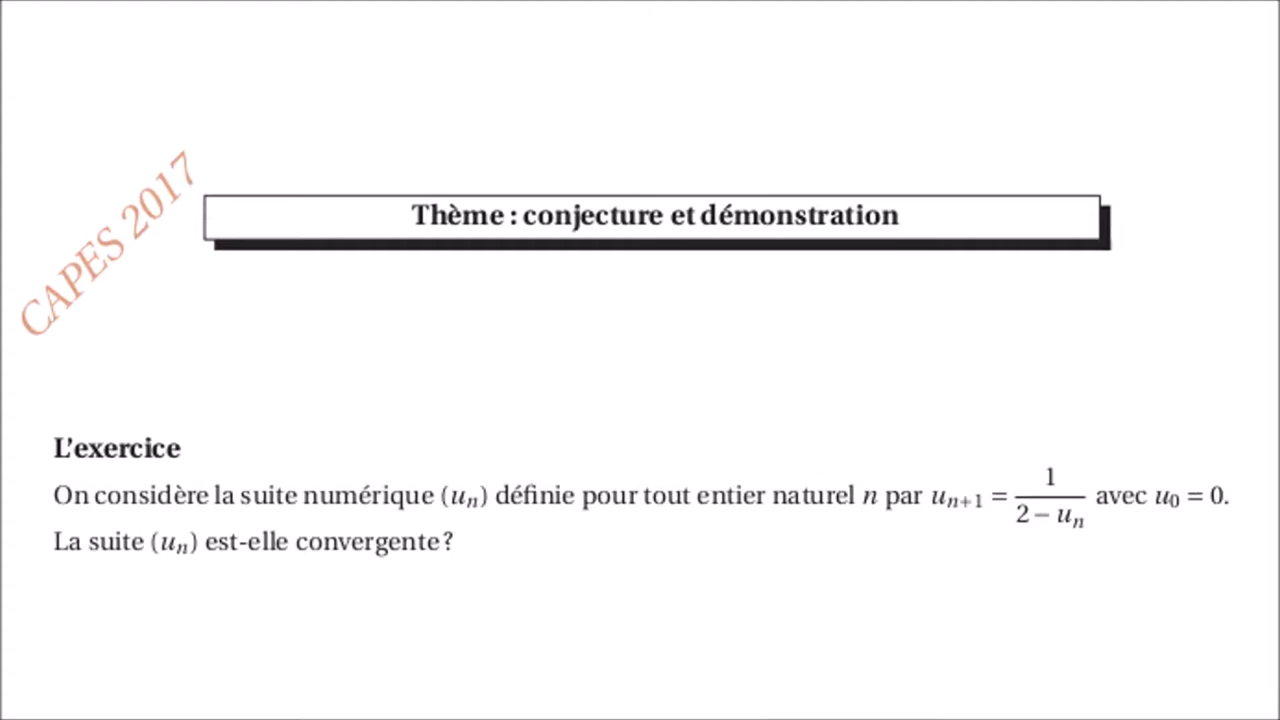 CAPES 2017
Thème : conjecture et démonstration
L'exercice
On considère la suite numérique (uₙ) définie pour tout entier naturel n par uₙ₊₁ = 1/(2 − uₙ) avec u₀ = 0.
La suite (uₙ) est-elle convergente ?